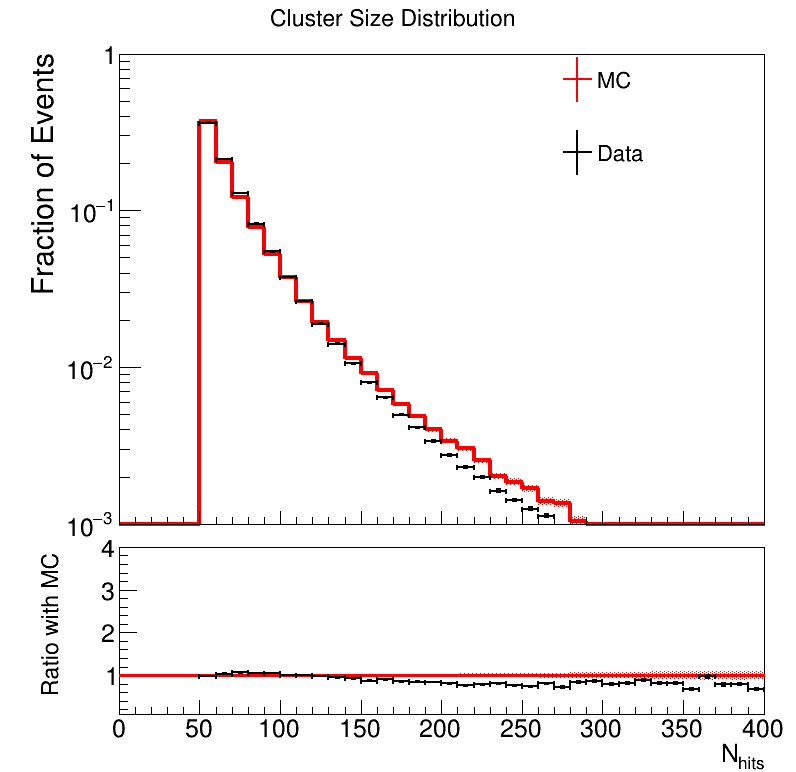 Cluster Size Distribution
Fraction of Events
1
10⁻¹
10⁻²
10⁻³
MC
Data
Ratio with MC
4
3
2
1
0 50 100 150 200 250 300 350 400
N_hits